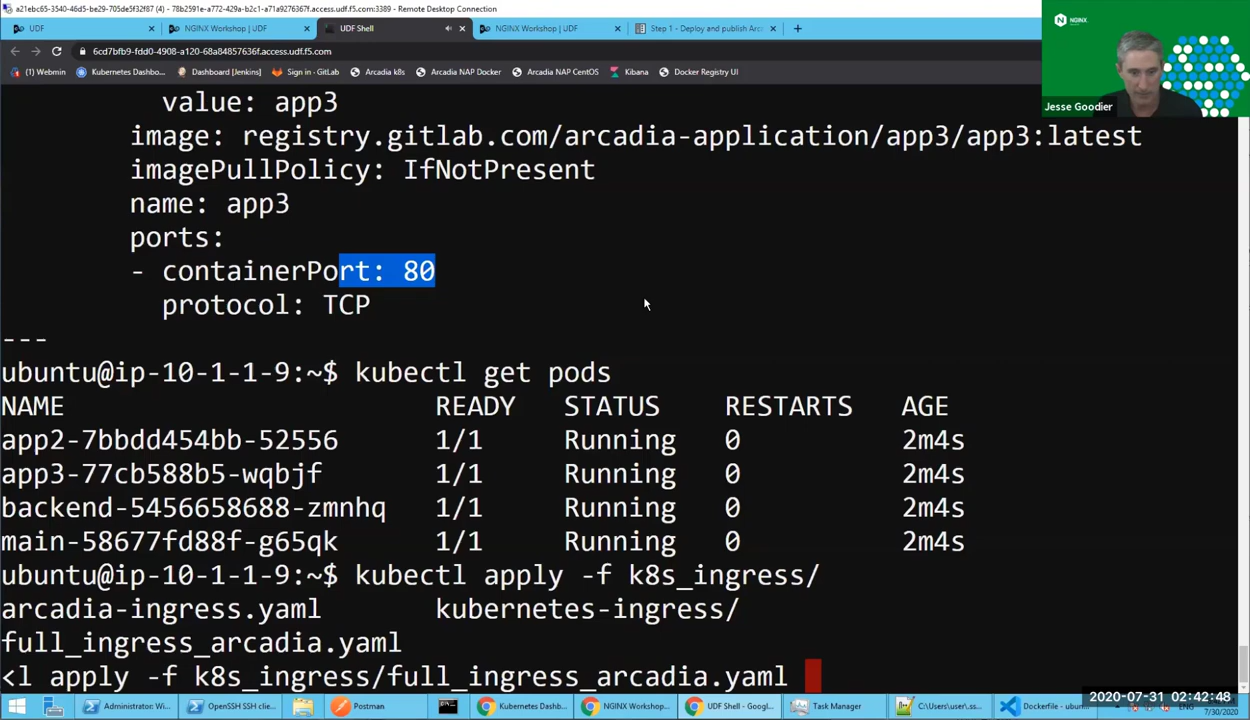 a21ebc65-3540-46d5-be29-705de5f32f87 (4) - 78b2591e-a772-429a-b2c1-a71a9276367f.access.udf.f5.com:3389 - Remote Desktop Connection
UDF
NGINX Workshop | UDF
UDF Shell
NGINX Workshop | UDF
Step 1 - Deploy and publish Arc
6cd7bfb9-fdd0-4908-a120-68a84857636f.access.udf.f5.com
(1) Webmin
Kubernetes Dashbo...
Dashboard [Jenkins]
Sign in · GitLab
Arcadia k8s
Arcadia NAP Docker
Arcadia NAP CentOS
Kibana
Docker Registry UI
NGINX
Jesse Goodier
value: app3
image: registry.gitlab.com/arcadia-application/app3/app3:latest
imagePullPolicy: IfNotPresent
name: app3
ports:
- containerPort: 80
protocol: TCP
---
ubuntu@ip-10-1-1-9:~$ kubectl get pods
NAME READY STATUS RESTARTS AGE
app2-7bbdd454bb-52556 1/1 Running 0 2m4s
app3-77cb588b5-wqbjf 1/1 Running 0 2m4s
backend-5456658688-zmnhq 1/1 Running 0 2m4s
main-58677fd88f-g65qk 1/1 Running 0 2m4s
ubuntu@ip-10-1-1-9:~$ kubectl apply -f k8s_ingress/
arcadia-ingress.yaml kubernetes-ingress/
full_ingress_arcadia.yaml
<l apply -f k8s_ingress/full_ingress_arcadia.yaml
Administrator: Wi...
OpenSSH SSH clie...
Postman
Kubernetes Dashb...
NGINX Workshop...
UDF Shell - Googl...
Task Manager
C:\Users\user\.ss...
Dockerfile - ubun...
ENG
2020-07-31 02:42:48
7/30/2020